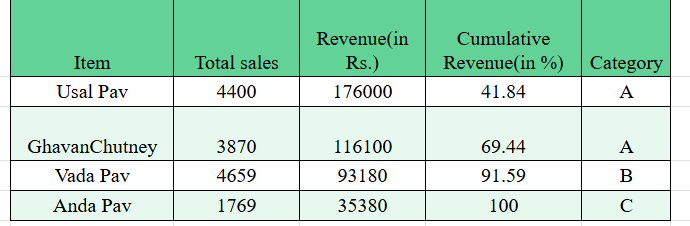 Item Total sales Revenue(in Rs.) Cumulative Revenue(in %) Category
Usal Pav 4400 176000 41.84 A
GhavanChutney 3870 116100 69.44 A
Vada Pav 4659 93180 91.59 B
Anda Pav 1769 35380 100 C